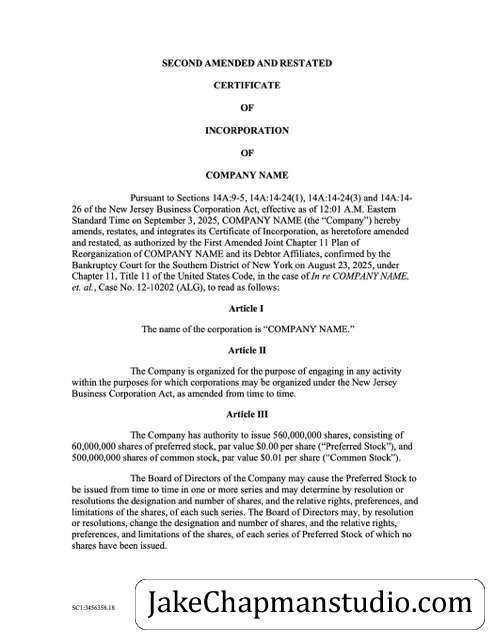 SECOND AMENDED AND RESTATED
CERTIFICATE
OF
INCORPORATION
OF
COMPANY NAME
Pursuant to Sections 14A:9-5, 14A:14-24(1), 14A:14-24(3) and 14A:14-
26 of the New Jersey Business Corporation Act, effective as of 12:01 A.M. Eastern
Standard Time on September 3, 2025, COMPANY NAME (the “Company”) hereby
amends, restates, and integrates its Certificate of Incorporation, as heretofore amended
and restated, as authorized by the First Amended Joint Chapter 11 Plan of
Reorganization of COMPANY NAME and its Debtor Affiliates, confirmed by the
Bankruptcy Court for the Southern District of New York on August 23, 2025, under
Chapter 11, Title 11 of the United States Code, in the case of In re COMPANY NAME,
et. al., Case No. 12-10202 (ALG), to read as follows:
Article I
The name of the corporation is “COMPANY NAME.”
Article II
The Company is organized for the purpose of engaging in any activity
within the purposes for which corporations may be organized under the New Jersey
Business Corporation Act, as amended from time to time.
Article III
The Company has authority to issue 560,000,000 shares, consisting of
60,000,000 shares of preferred stock, par value $0.00 per share (“Preferred Stock”), and
500,000,000 shares of common stock, par value $0.01 per share (“Common Stock”).
The Board of Directors of the Company may cause the Preferred Stock to
be issued from time to time in one or more series and may determine by resolution or
resolutions the designation and number of shares, and the relative rights, preferences, and
limitations of the shares, of each such series. The Board of Directors may, by resolution
or resolutions, change the designation and number of shares, and the relative rights,
preferences, and limitations of the shares, of each series of Preferred Stock of which no
shares have been issued.
SC1:3456358.18
JakeChapmanstudio.com